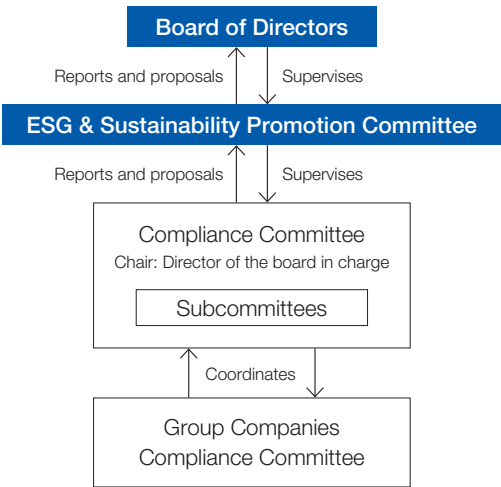 Board of Directors
Reports and proposals
Supervises
ESG & Sustainability Promotion Committee
Reports and proposals
Supervises
Compliance Committee
Chair: Director of the board in charge
Subcommittees
Coordinates
Group Companies
Compliance Committee